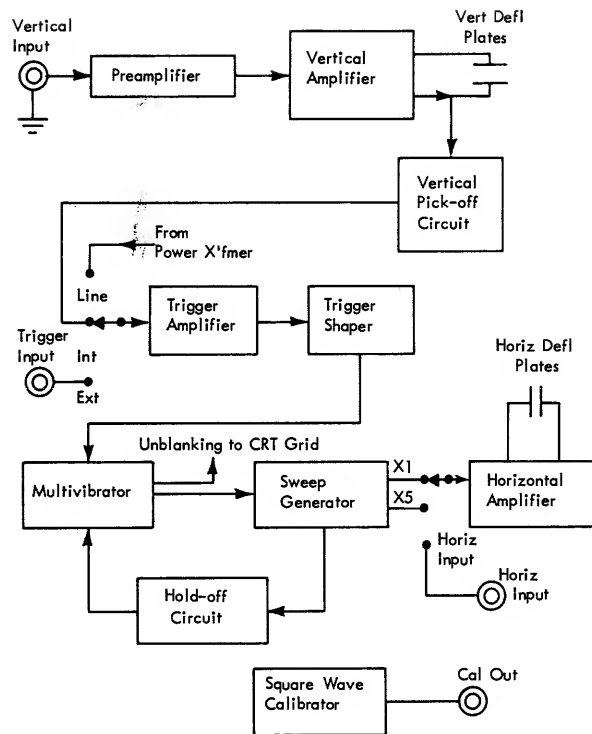 Vertical
Input
Preamplifier
Vertical
Amplifier
Vert Defl
Plates
Vertical
Pick-off
Circuit
From
Power X'fmer
Line
Trigger
Amplifier
Trigger
Shaper
Trigger
Input
Int
Ext
Horiz Defl
Plates
Unblanking to CRT Grid
Multivibrator
Sweep
Generator
X1
X5
Horizontal
Amplifier
Horiz
Input
Horiz
Input
Hold-off
Circuit
Square Wave
Calibrator
Cal Out